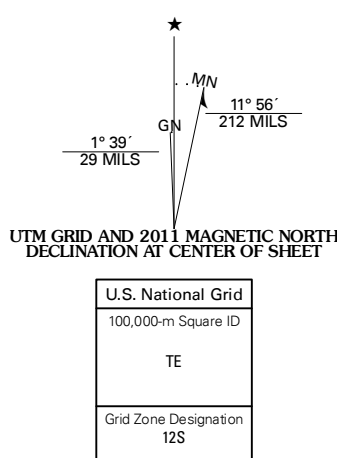 MN
GN
11° 56´
212 MILS
1° 39´
29 MILS
UTM GRID AND 2011 MAGNETIC NORTH
DECLINATION AT CENTER OF SHEET
U.S. National Grid
100,000-m Square ID
TE
Grid Zone Designation
12S